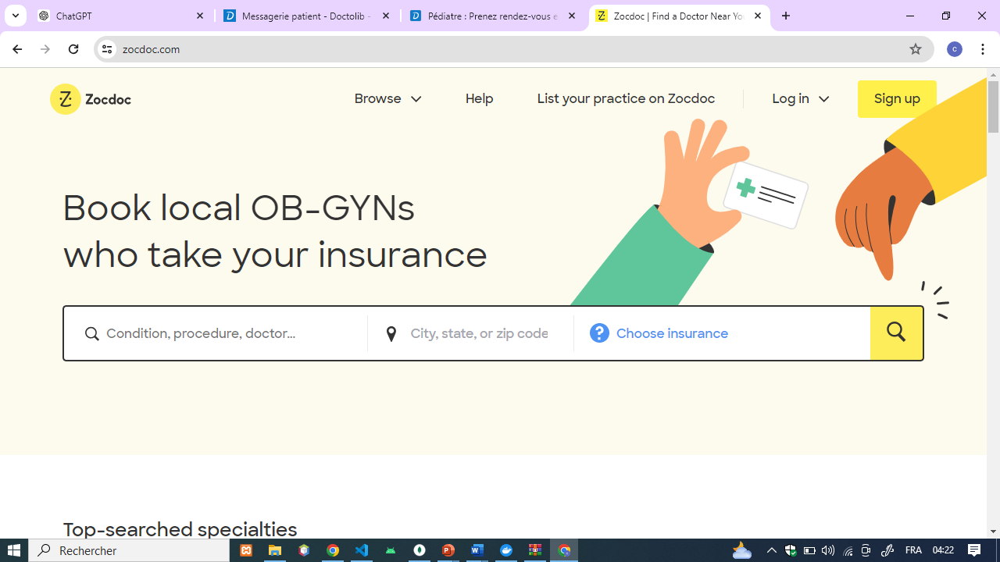 ChatGPT
Messagerie patient - Doctolib -
Pédiatre : Prenez rendez-vous e
Zocdoc | Find a Doctor Near Yo
zocdoc.com
c
Zocdoc
Browse
Help
List your practice on Zocdoc
Log in
Sign up
Book local OB-GYNs
who take your insurance
Condition, procedure, doctor...
City, state, or zip code
? Choose insurance
Top-searched specialties
Rechercher
FRA
04:22